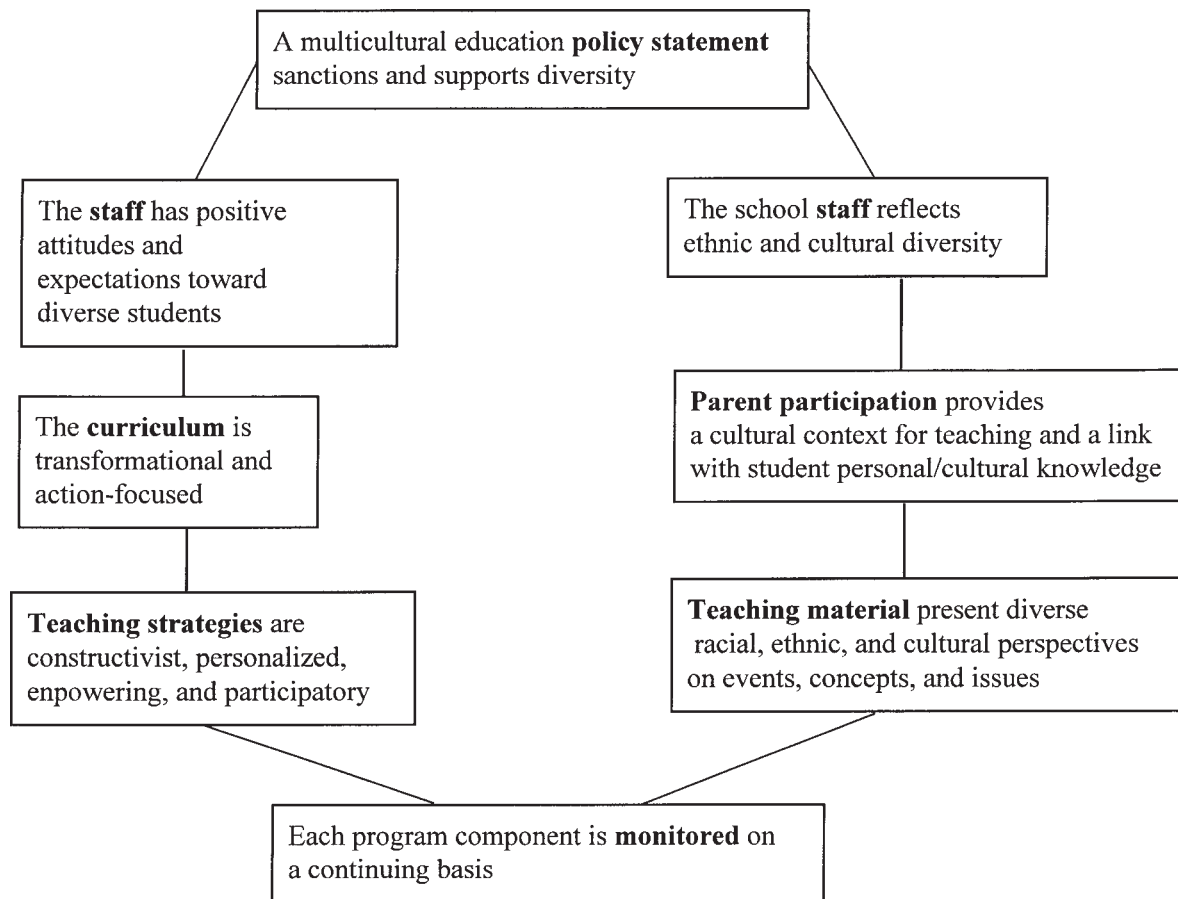 A multicultural education policy statement
sanctions and supports diversity
The staff has positive
attitudes and
expectations toward
diverse students
The school staff reflects
ethnic and cultural diversity
The curriculum is
transformational and
action-focused
Parent participation provides
a cultural context for teaching and a link
with student personal/cultural knowledge
Teaching strategies are
constructivist, personalized,
enpowering, and participatory
Teaching material present diverse
racial, ethnic, and cultural perspectives
on events, concepts, and issues
Each program component is monitored on
a continuing basis